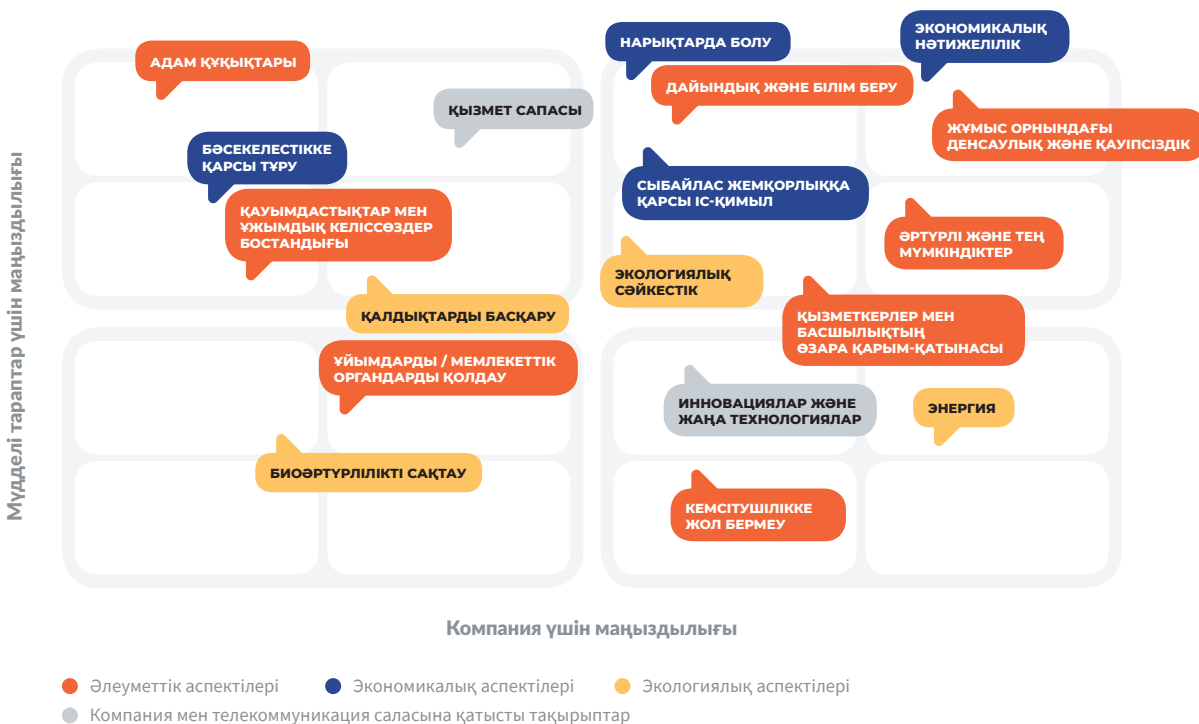 НАРЫҚТАРДА БОЛУ
ЭКОНОМИКАЛЫҚ
НӘТИЖЕЛІЛІК
АДАМ ҚҰҚЫҚТАРЫ
ДАЙЫНДЫҚ ЖӘНЕ БІЛІМ БЕРУ
ҚЫЗМЕТ САПАСЫ
ЖҰМЫС ОРНЫНДАҒЫ
ДЕНСАУЛЫҚ ЖӘНЕ ҚАУІПСІЗДІК
БӘСЕКЕЛЕСТІККЕ
ҚАРСЫ ТҰРУ
СЫБАЙЛАС ЖЕМҚОРЛЫҚҚА
ҚАРСЫ ІС-ҚИМЫЛ
ҚАУЫМДАСТЫҚТАР МЕН
ҰЖЫМДЫҚ КЕЛІССӨЗДЕР
БОСТАНДЫҒЫ
ӘРТҮРЛІ ЖӘНЕ ТЕҢ
МҮМКІНДІКТЕР
ЭКОЛОГИЯЛЫҚ
СӘЙКЕСТІК
ҚАЛДЫҚТАРДЫ БАСҚАРУ
ҚЫЗМЕТКЕРЛЕР МЕН
БАСШЫЛЫҚТЫҢ
ӨЗАРА ҚАРЫМ-ҚАТЫНАСЫ
ҰЙЫМДАРДЫ / МЕМЛЕКЕТТІК
ОРГАНДАРДЫ ҚОЛДАУ
ИННОВАЦИЯЛАР ЖӘНЕ
ЖАҢА ТЕХНОЛОГИЯЛАР
ЭНЕРГИЯ
БИОӘРТҮРЛІЛІКТІ САҚТАУ
КЕМСІТУШІЛІККЕ
ЖОЛ БЕРМЕУ
Мүдделі тараптар үшін маңыздылығы
Компания үшін маңыздылығы
Әлеуметтік аспектілері
Экономикалық аспектілері
Экологиялық аспектілері
Компания мен телекоммуникация саласына қатысты тақырыптар